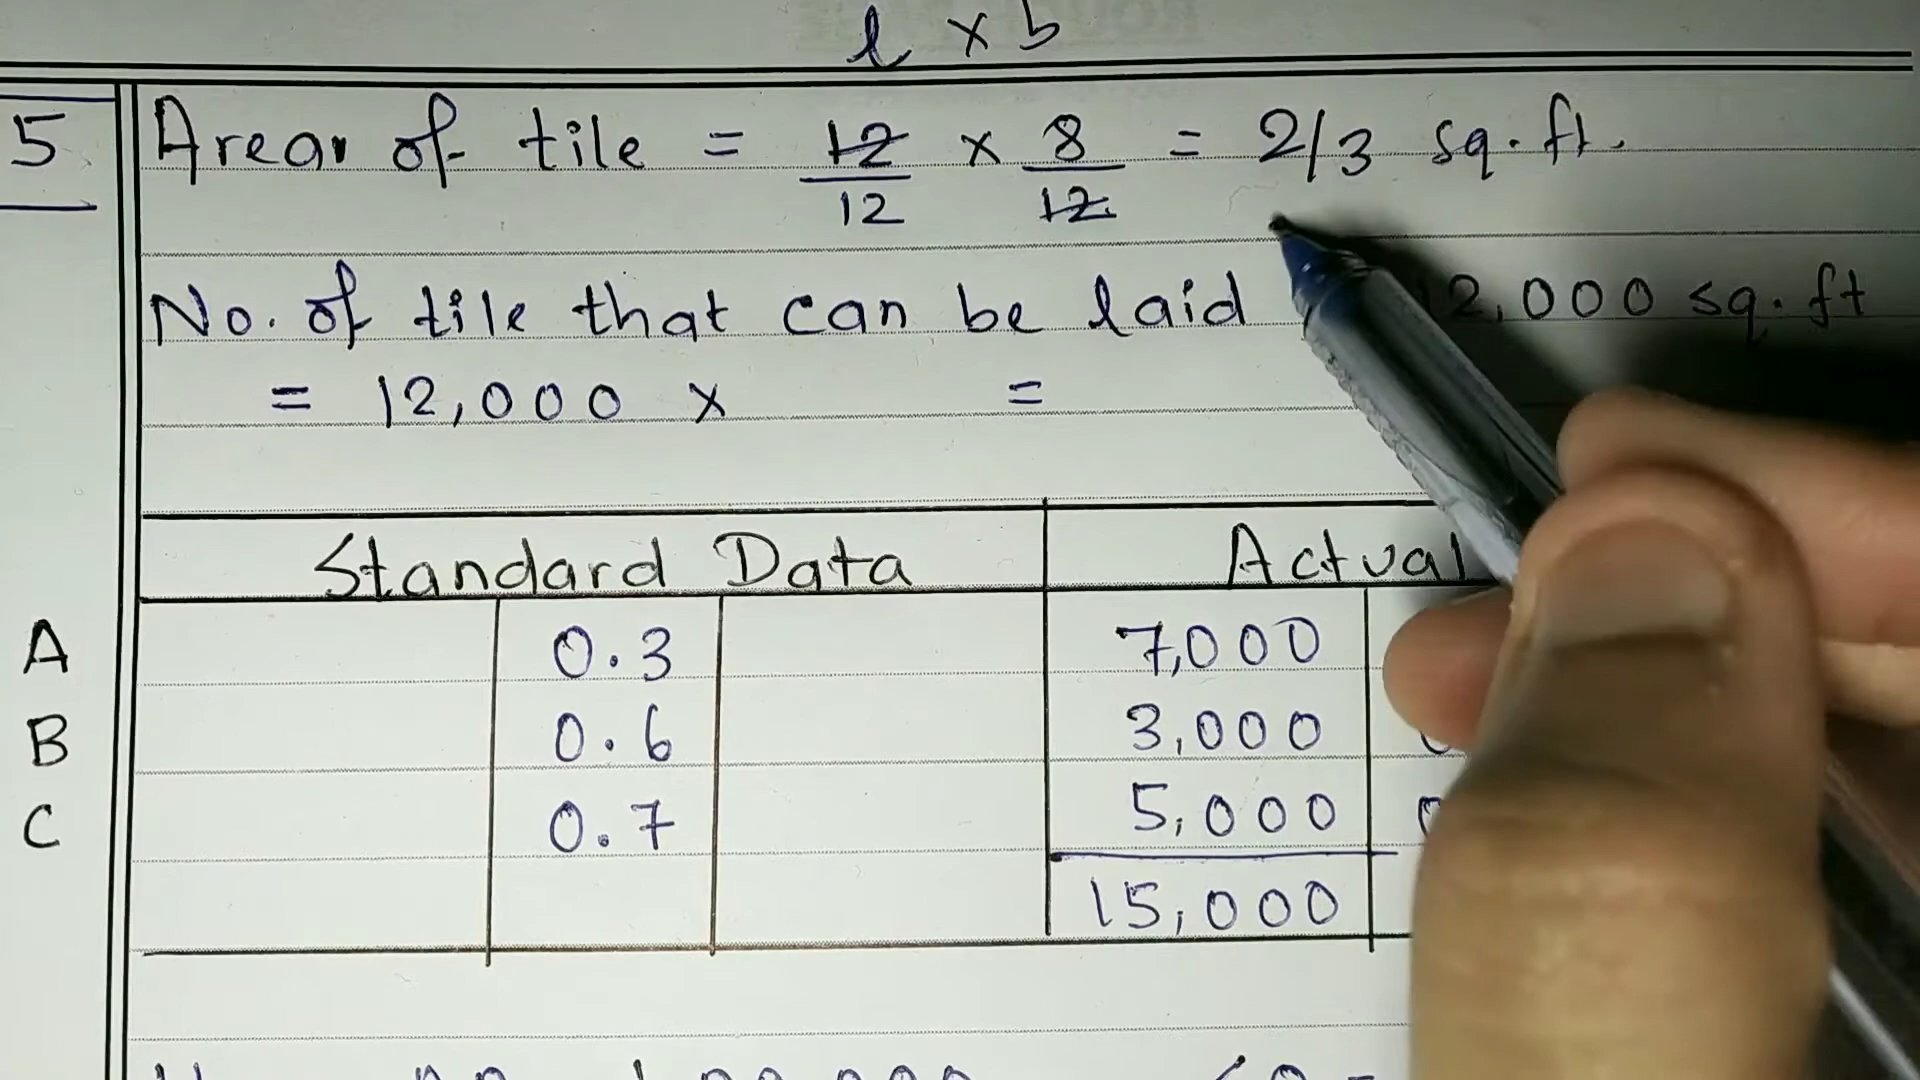 l × b
5 Area of tile = 12/12 × 8/12 = 2/3 sq.ft.
No. of tile that can be laid 12,000 sq.ft
= 12,000 × =
Standard Data Actual
A 0.3 7,000
B 0.6 3,000
C 0.7 5,000
15,000